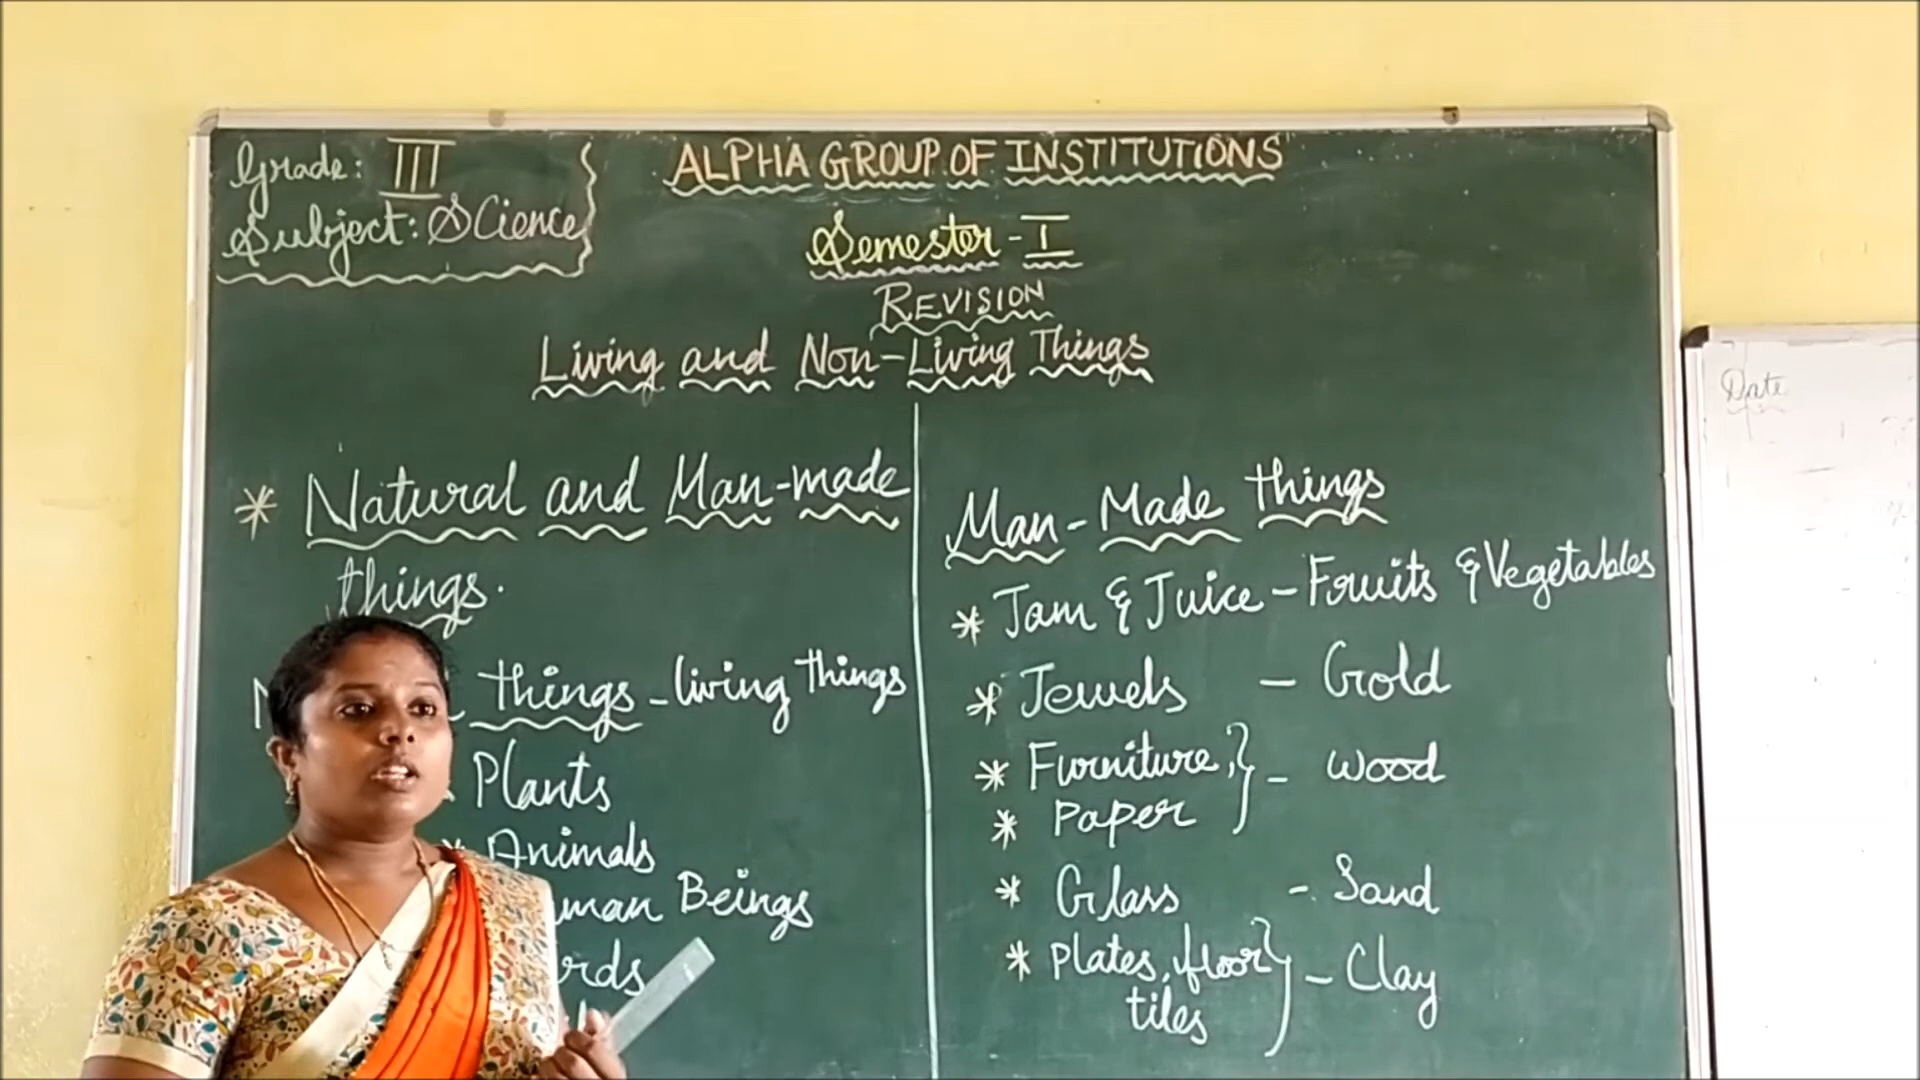 Grade: III
Subject: Science
ALPHA GROUP OF INSTITUTIONS
Semester - I
REVISION
Living and Non-Living Things
* Natural and Man-made
things.
things - living things
Plants
* Animals
Beings
Man-Made things
* Jam & Juice - Fruits & Vegetables
* Jewels - Gold
* Furniture, } - wood
* Paper
* Glass - Sand
* Plates, floor } - Clay
tiles
Date